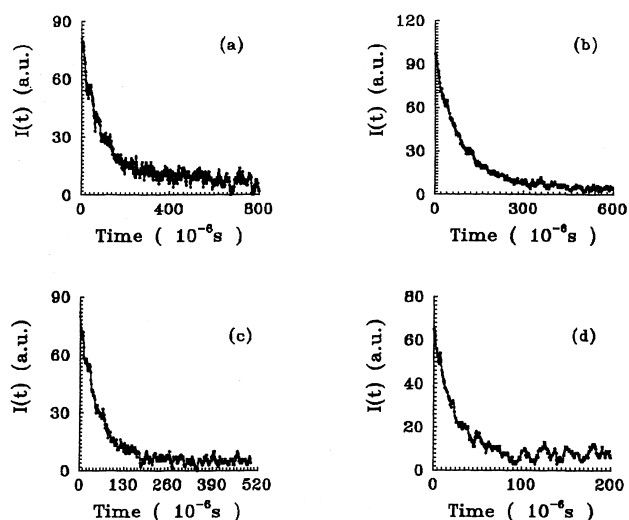 90
60
30
0
I(t) (a.u.)
(a)
0 400 400 800
Time ( 10⁻⁶s )
120
90
60
30
0
I(t) (a.u.)
(b)
0 300 600
Time ( 10⁻⁶s )
90
60
30
0
I(t) (a.u.)
(c)
0 130 260 390 520
Time ( 10⁻⁶s )
80
60
40
20
0
I(t) (a.u.)
(d)
0 100 200
Time ( 10⁻⁶s )